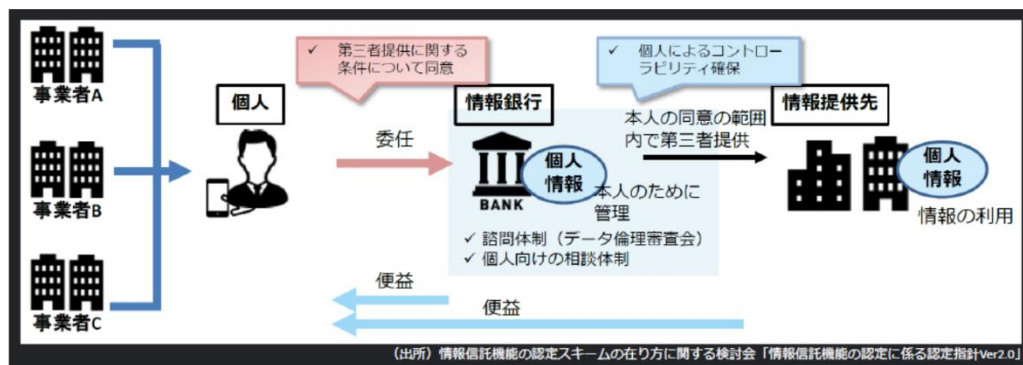 ✓ 第三者提供に関する
条件について同意
✓ 個人によるコントロー
ラビリティ確保
事業者A
個人
情報銀行
情報提供先
委任
本人の同意の範囲
内で第三者提供
個人
情報
BANK
本人のために
管理
個人
情報
情報の利用
事業者B
✓ 諮問体制（データ倫理審査会）
✓ 個人向けの相談体制
便益
便益
事業者C
（出所）情報信託機能の認定スキームの在り方に関する検討会「情報信託機能の認定に係る認定指針Ver2.0」